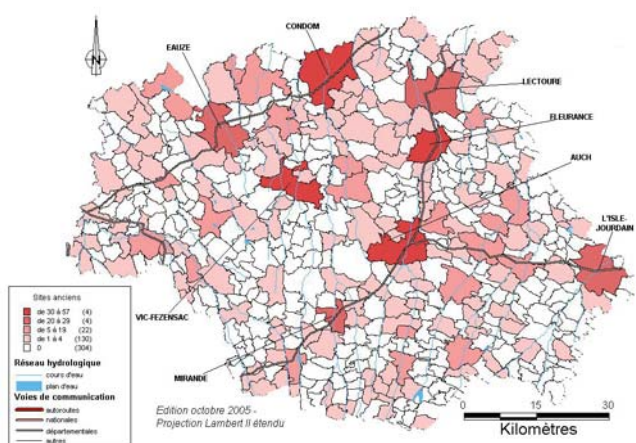 CONDOM
EAUZE
N
LECTOURE
FLEURANCE
AUCH
L'ISLE-
JOURDAIN
VIC-FEZENSAC
MIRANDE
Sites anciens
de 30 à 57 (4)
de 20 à 29 (4)
de 5 à 19 (22)
de 1 à 4 (130)
0 (304)
Réseau hydrologique
cours d'eau
plan d'eau
Voies de communication
autoroutes
nationales
départementales
autres
Edition octobre 2005 -
Projection Lambert II étendu
0 15 30
Kilomètres